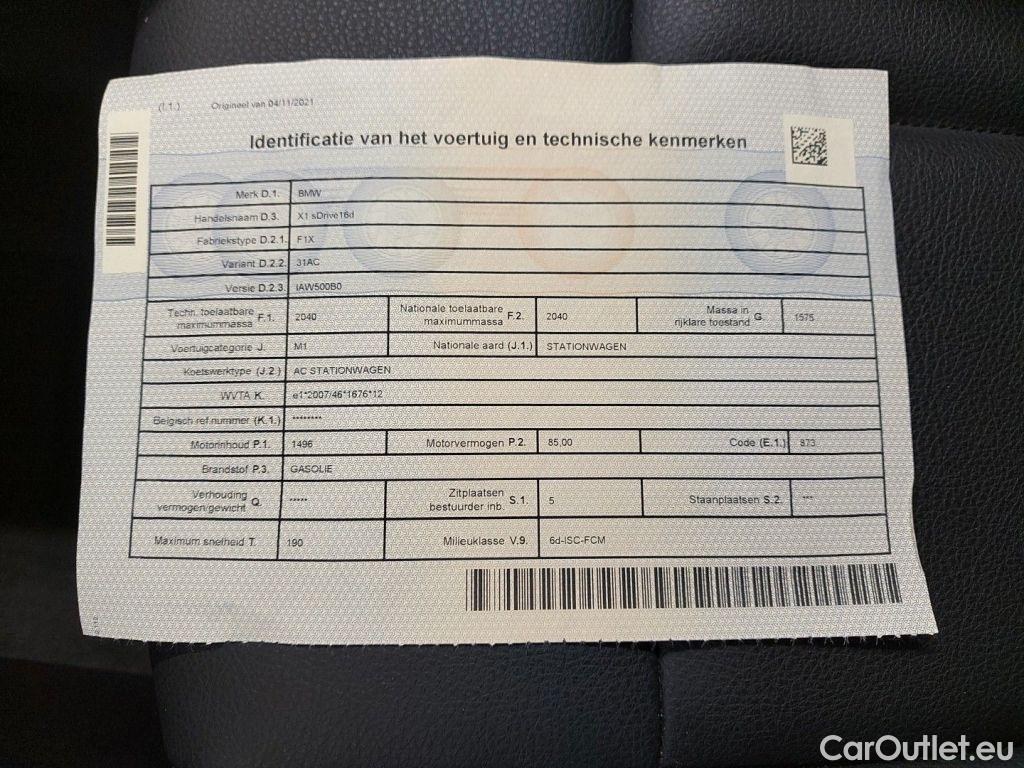 (I.1.) Origineel van 04/11/2021
Identificatie van het voertuig en technische kenmerken
Merk D.1. BMW
Handelsnaam D.3. X1 sDrive16d
Fabriekstype D.2.1. F1X
Variant D.2.2. 31AC
Versie D.2.3. IAW500B0
Techn. toelaatbare maximummassa F.1. 2040 Nationale toelaatbare maximummassa F.2. 2040 Massa in rijklare toestand G. 1575
Voertuigcategorie J. M1 Nationale aard (J.1.) STATIONWAGEN
Koetswerktype (J.2.) AC STATIONWAGEN
WVTA K. e1*2007/46*1676*12
Belgisch ref.nummer (K.1.) ********
Motorinhoud P.1. 1496 Motorvermogen P.2. 85,00 Code (E.1.) 873
Brandstof P.3. GASOLIE
Verhouding vermogen/gewicht Q. ***** Zitplaatsen bestuurder inb. S.1. 5 Staanplaatsen S.2. ***
Maximum snelheid T. 190 Milieuklasse V.9. 6d-ISC-FCM
CarOutlet.eu